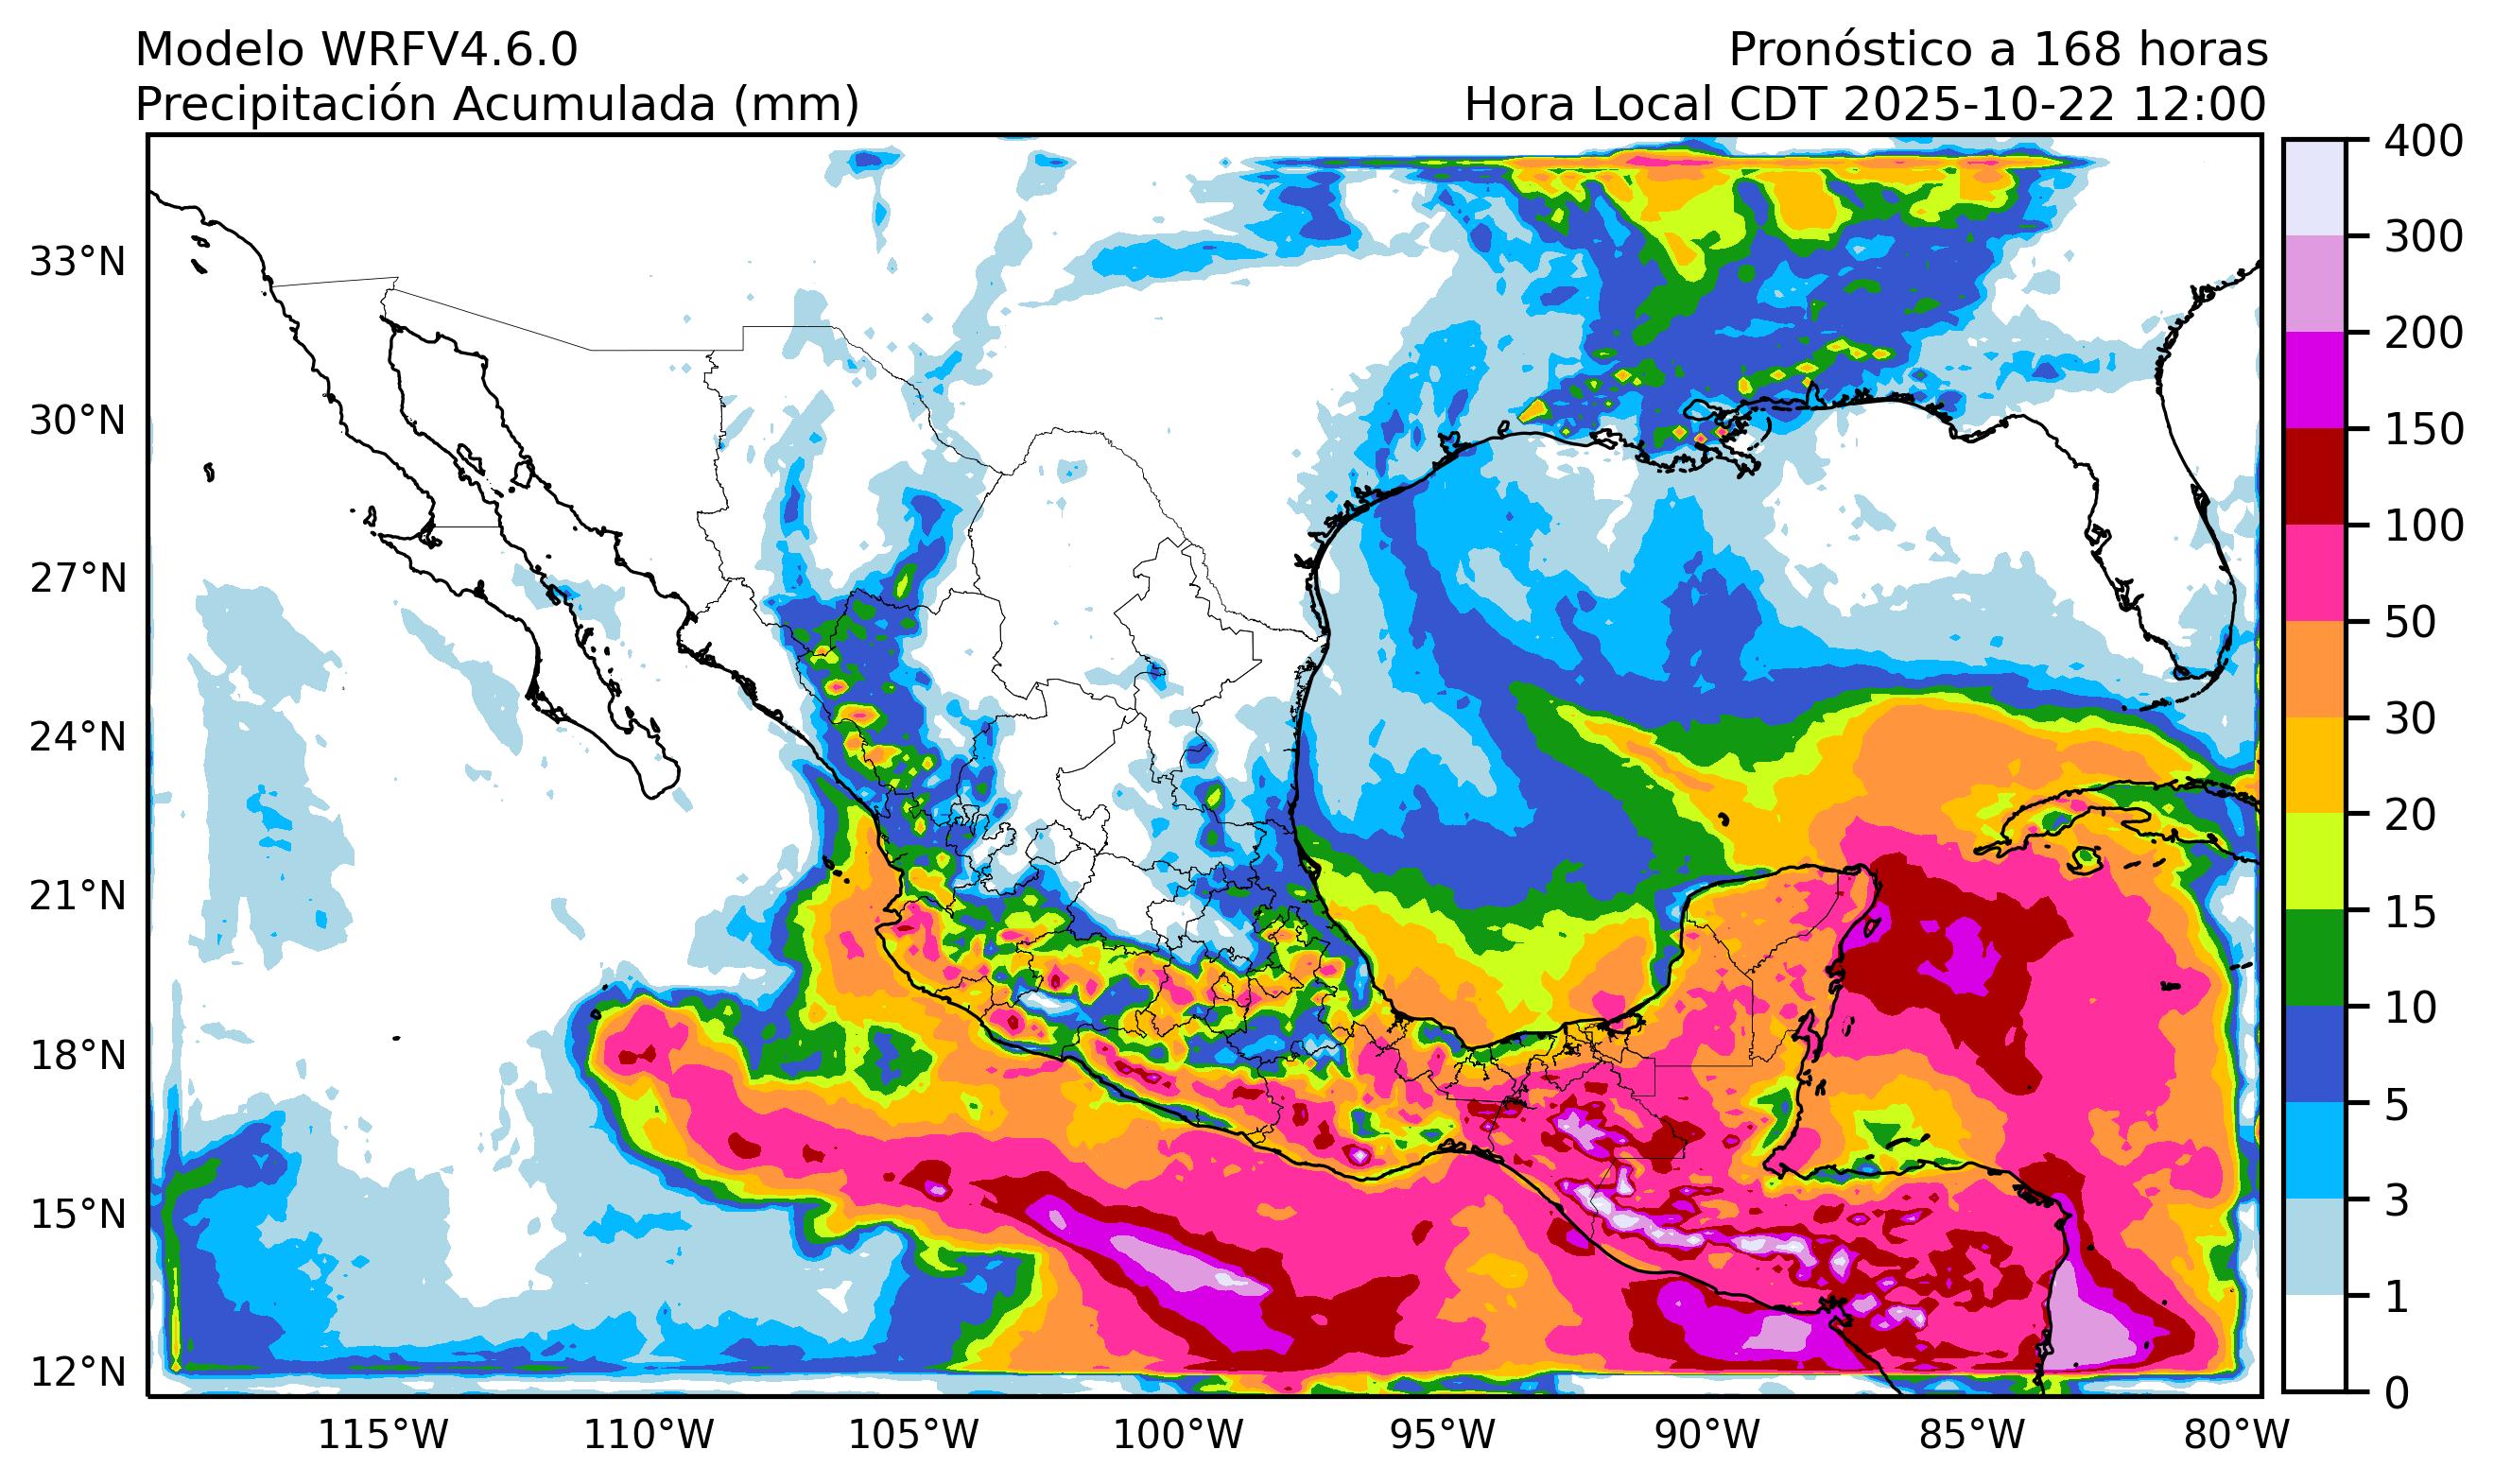 Modelo WRFV4.6.0
Pronóstico a 168 horas
Precipitación Acumulada (mm)
Hora Local CDT 2025-10-22 12:00
33°N
30°N
27°N
24°N
21°N
18°N
15°N
12°N
115°W
110°W
105°W
100°W
95°W
90°W
85°W
80°W
400
300
200
150
100
50
30
20
15
10
5
3
1
0